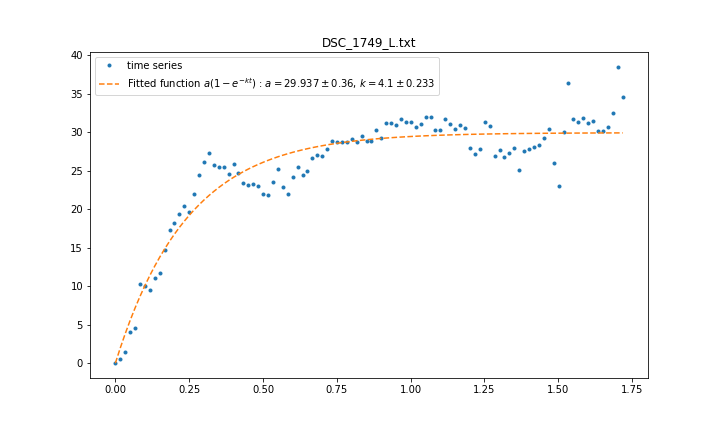 DSC_1749_L.txt
time series
Fitted function a(1 − e^{−kt}) : a = 29.937 ± 0.36, k = 4.1 ± 0.233
40
35
30
25
20
15
10
5
0
0.00 0.25 0.50 0.75 1.00 1.25 1.50 1.75